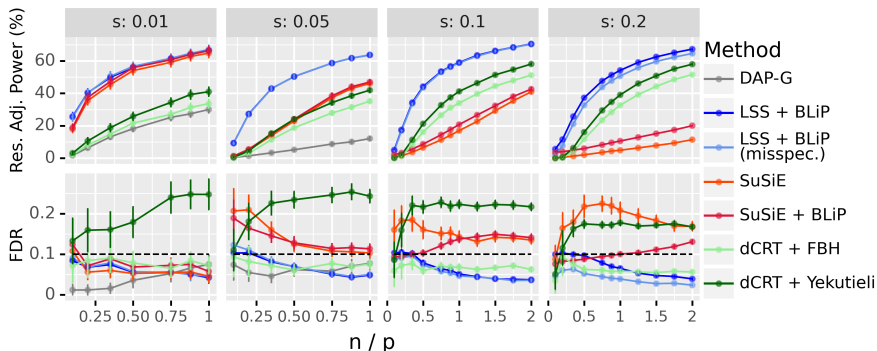 s: 0.01
s: 0.05
s: 0.1
s: 0.2
Res. Adj. Power (%)
60
40
20
0
FDR
0.2
0.1
0
0.25 0.50 0.75 1
0.25 0.50 0.75 1
0 0.5 1 1.5 2
0 0.5 1 1.5 2
n / p
Method
DAP-G
LSS + BLiP
LSS + BLiP
(misspec.)
SuSiE
SuSiE + BLiP
dCRT + FBH
dCRT + Yekutieli